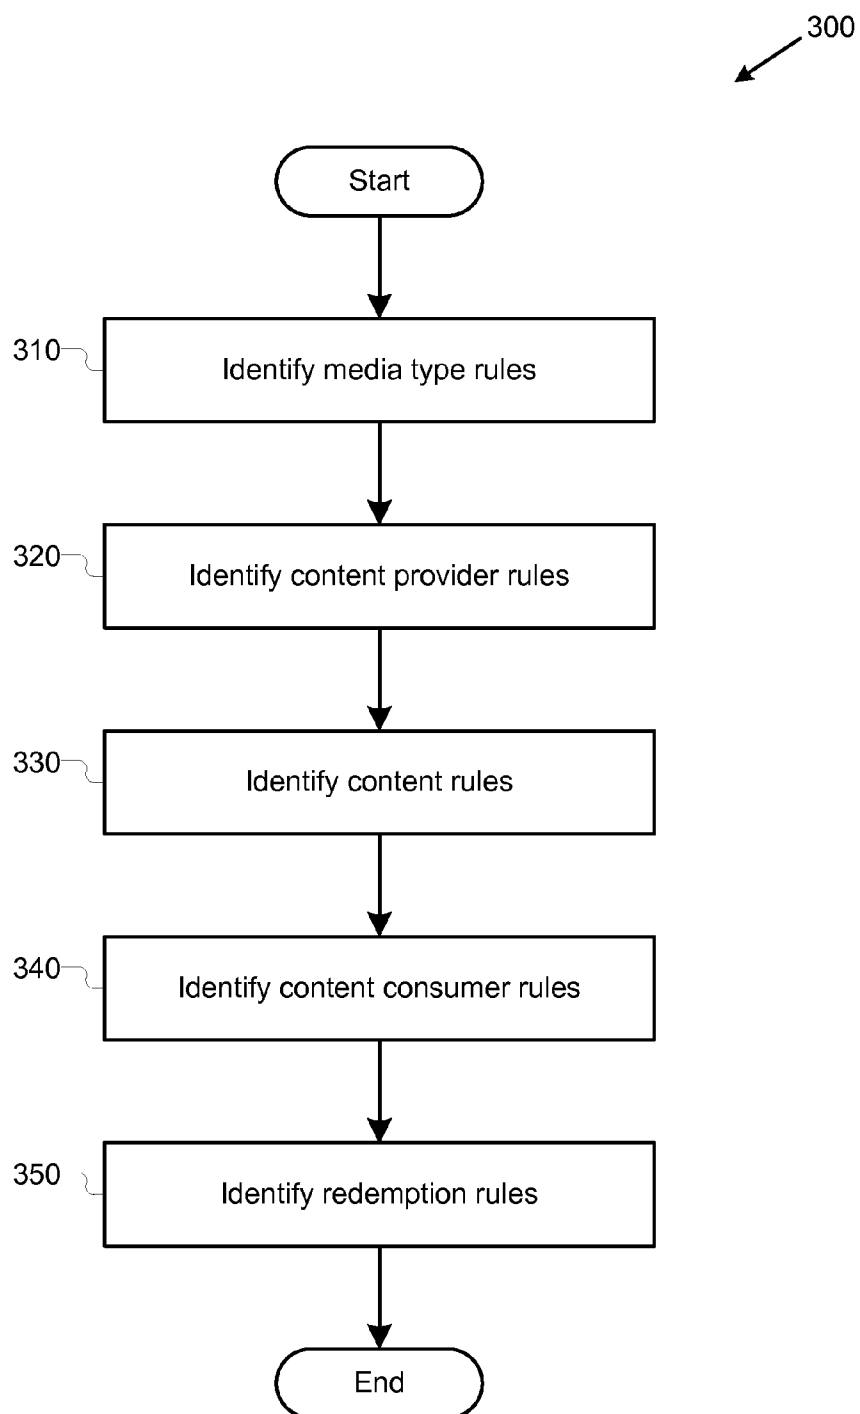 300
Start
310
Identify media type rules
320
Identify content provider rules
330
Identify content rules
340
Identify content consumer rules
350
Identify redemption rules
End